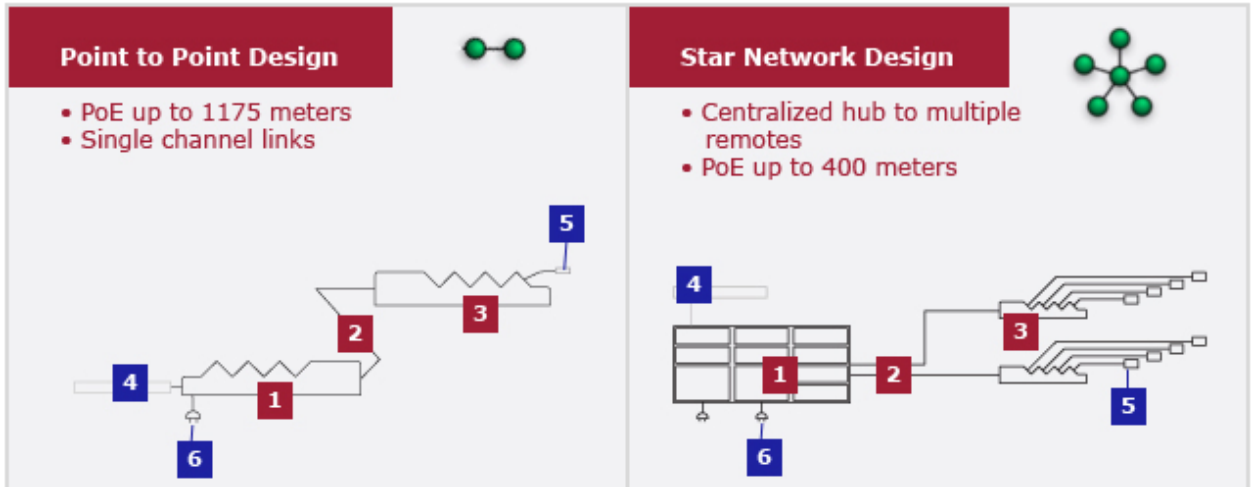 Point to Point Design
• PoE up to 1175 meters
• Single channel links
5
3
2
4
1
6
Star Network Design
• Centralized hub to multiple
remotes
• PoE up to 400 meters
4
3
1
2
5
6